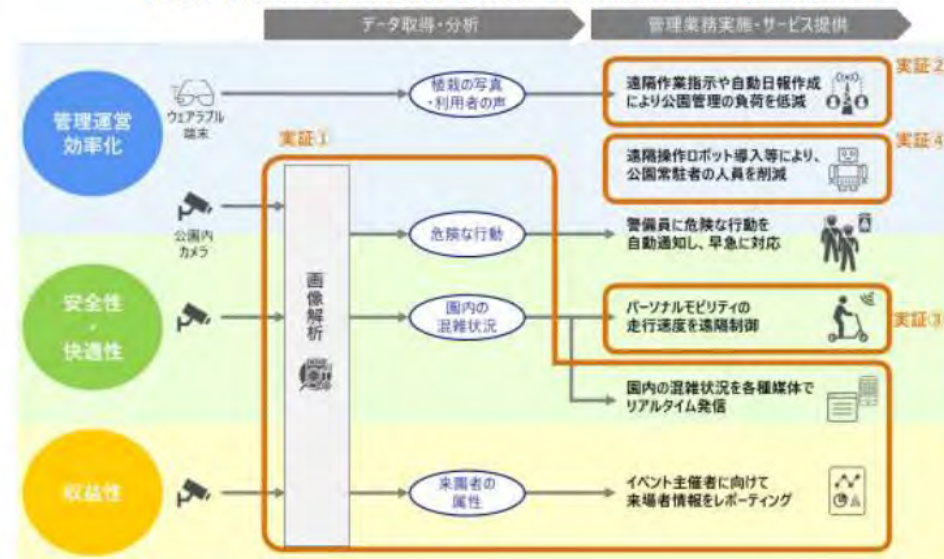 データ取得・分析
管理業務実施・サービス提供
管理運営
効率化
ウェアラブル
端末
植栽の写真
・利用者の声
遠隔作業指示や自動日報作成
により公園管理の負荷を低減
実証②
実証①
遠隔操作ロボット導入等により、
公園常駐者の人員を削減
実証④
公園内
カメラ
危険な行動
警備員に危険な行動を
自動通知し、早急に対応
安全性
・
快適性
画像解析
園内の
混雑状況
パーソナルモビリティの
走行速度を遠隔制御
実証③
園内の混雑状況を各種媒体で
リアルタイム発信
収益性
来園者の
属性
イベント主催者に向けて
来場者情報をレポーティング